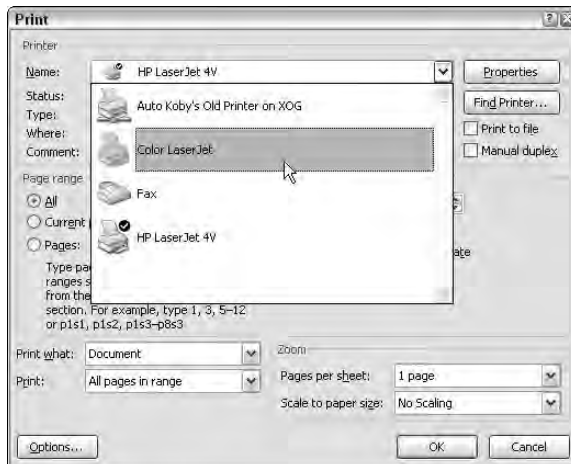 Print
Printer
Name: HP LaserJet 4V Properties
Status:
Type:
Where:
Comment:
Auto Koby's Old Printer on XOG
Color LaserJet
Fax
HP LaserJet 4V
Find Printer...
Print to file
Manual duplex
Page range
All
Current
Pages:
Type
ranges
from the
section. For example, type 1, 3, 5–12
or p1s1, p1s2, p1s3–p8s3
Print what: Document
Print: All pages in range
Zoom
Pages per sheet: 1 page
Scale to paper size: No Scaling
Options... OK Cancel